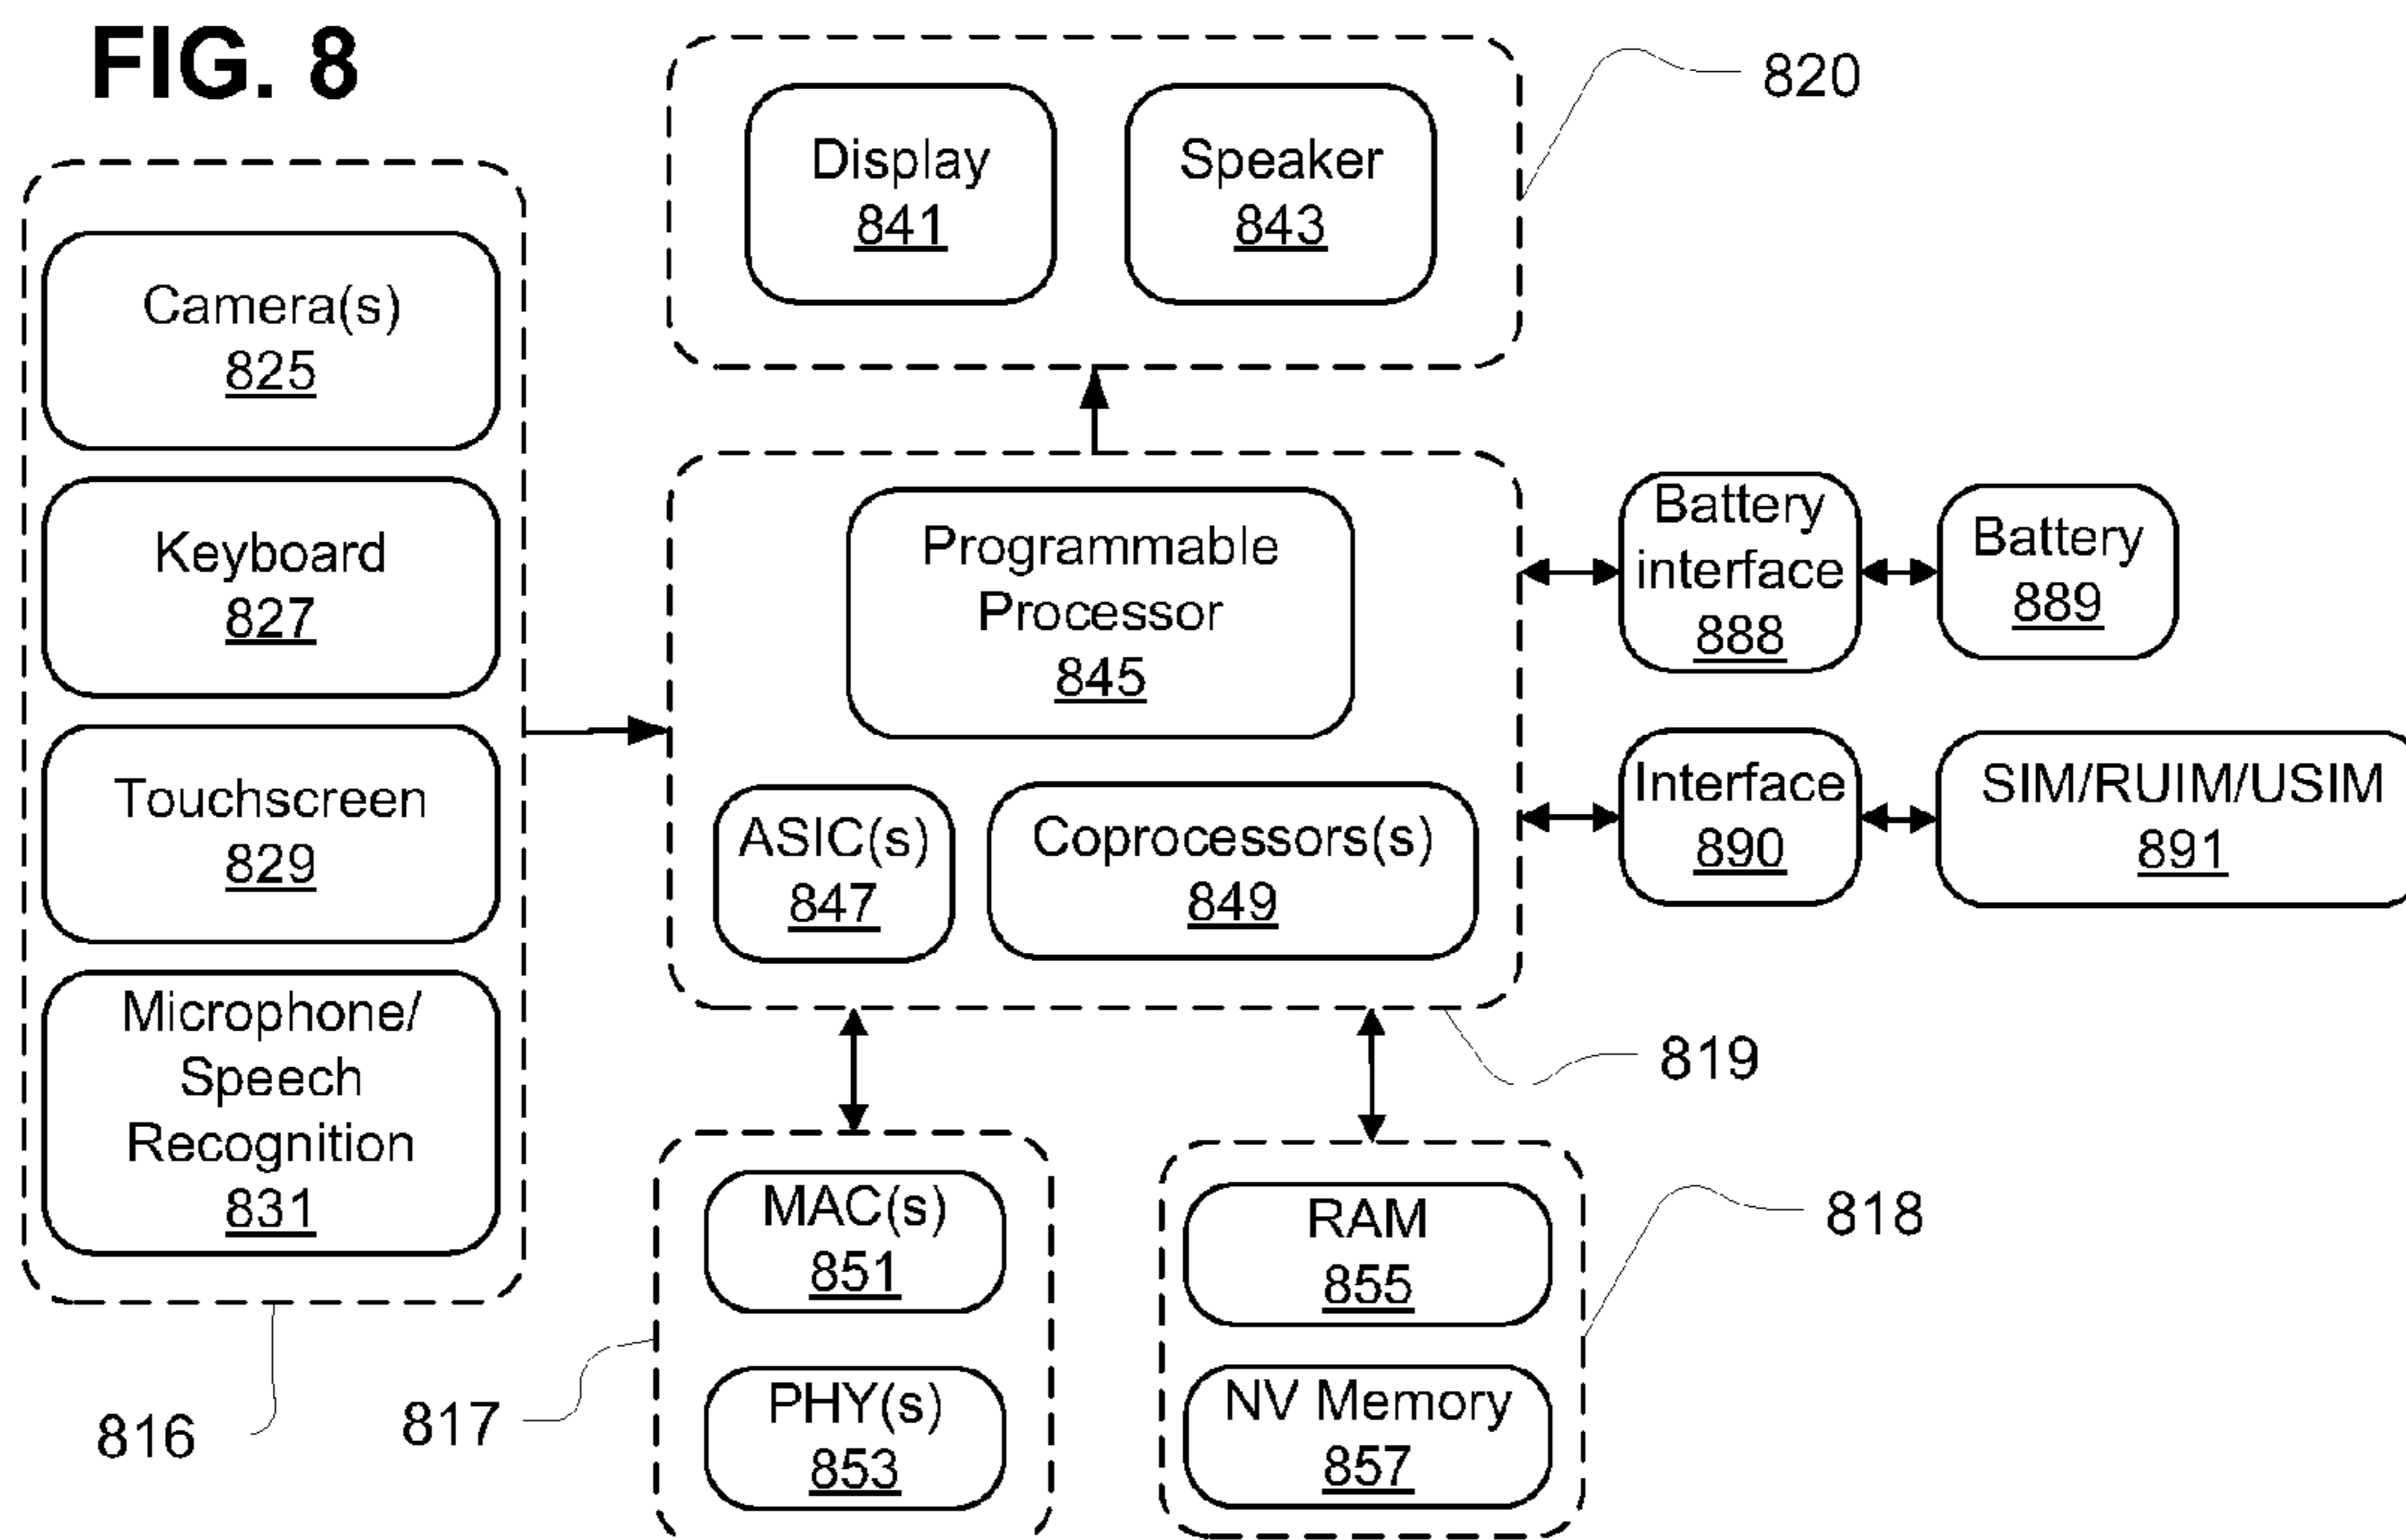 FIG. 8
820
Display
841
Speaker
843
Camera(s)
825
Keyboard
827
Touchscreen
829
Microphone/
Speech
Recognition
831
816
Programmable
Processor
845
ASIC(s)
847
Coprocessors(s)
849
819
Battery
interface
888
Battery
889
Interface
890
SIM/RUIM/USIM
891
MAC(s)
851
PHY(s)
853
817
RAM
855
NV Memory
857
818